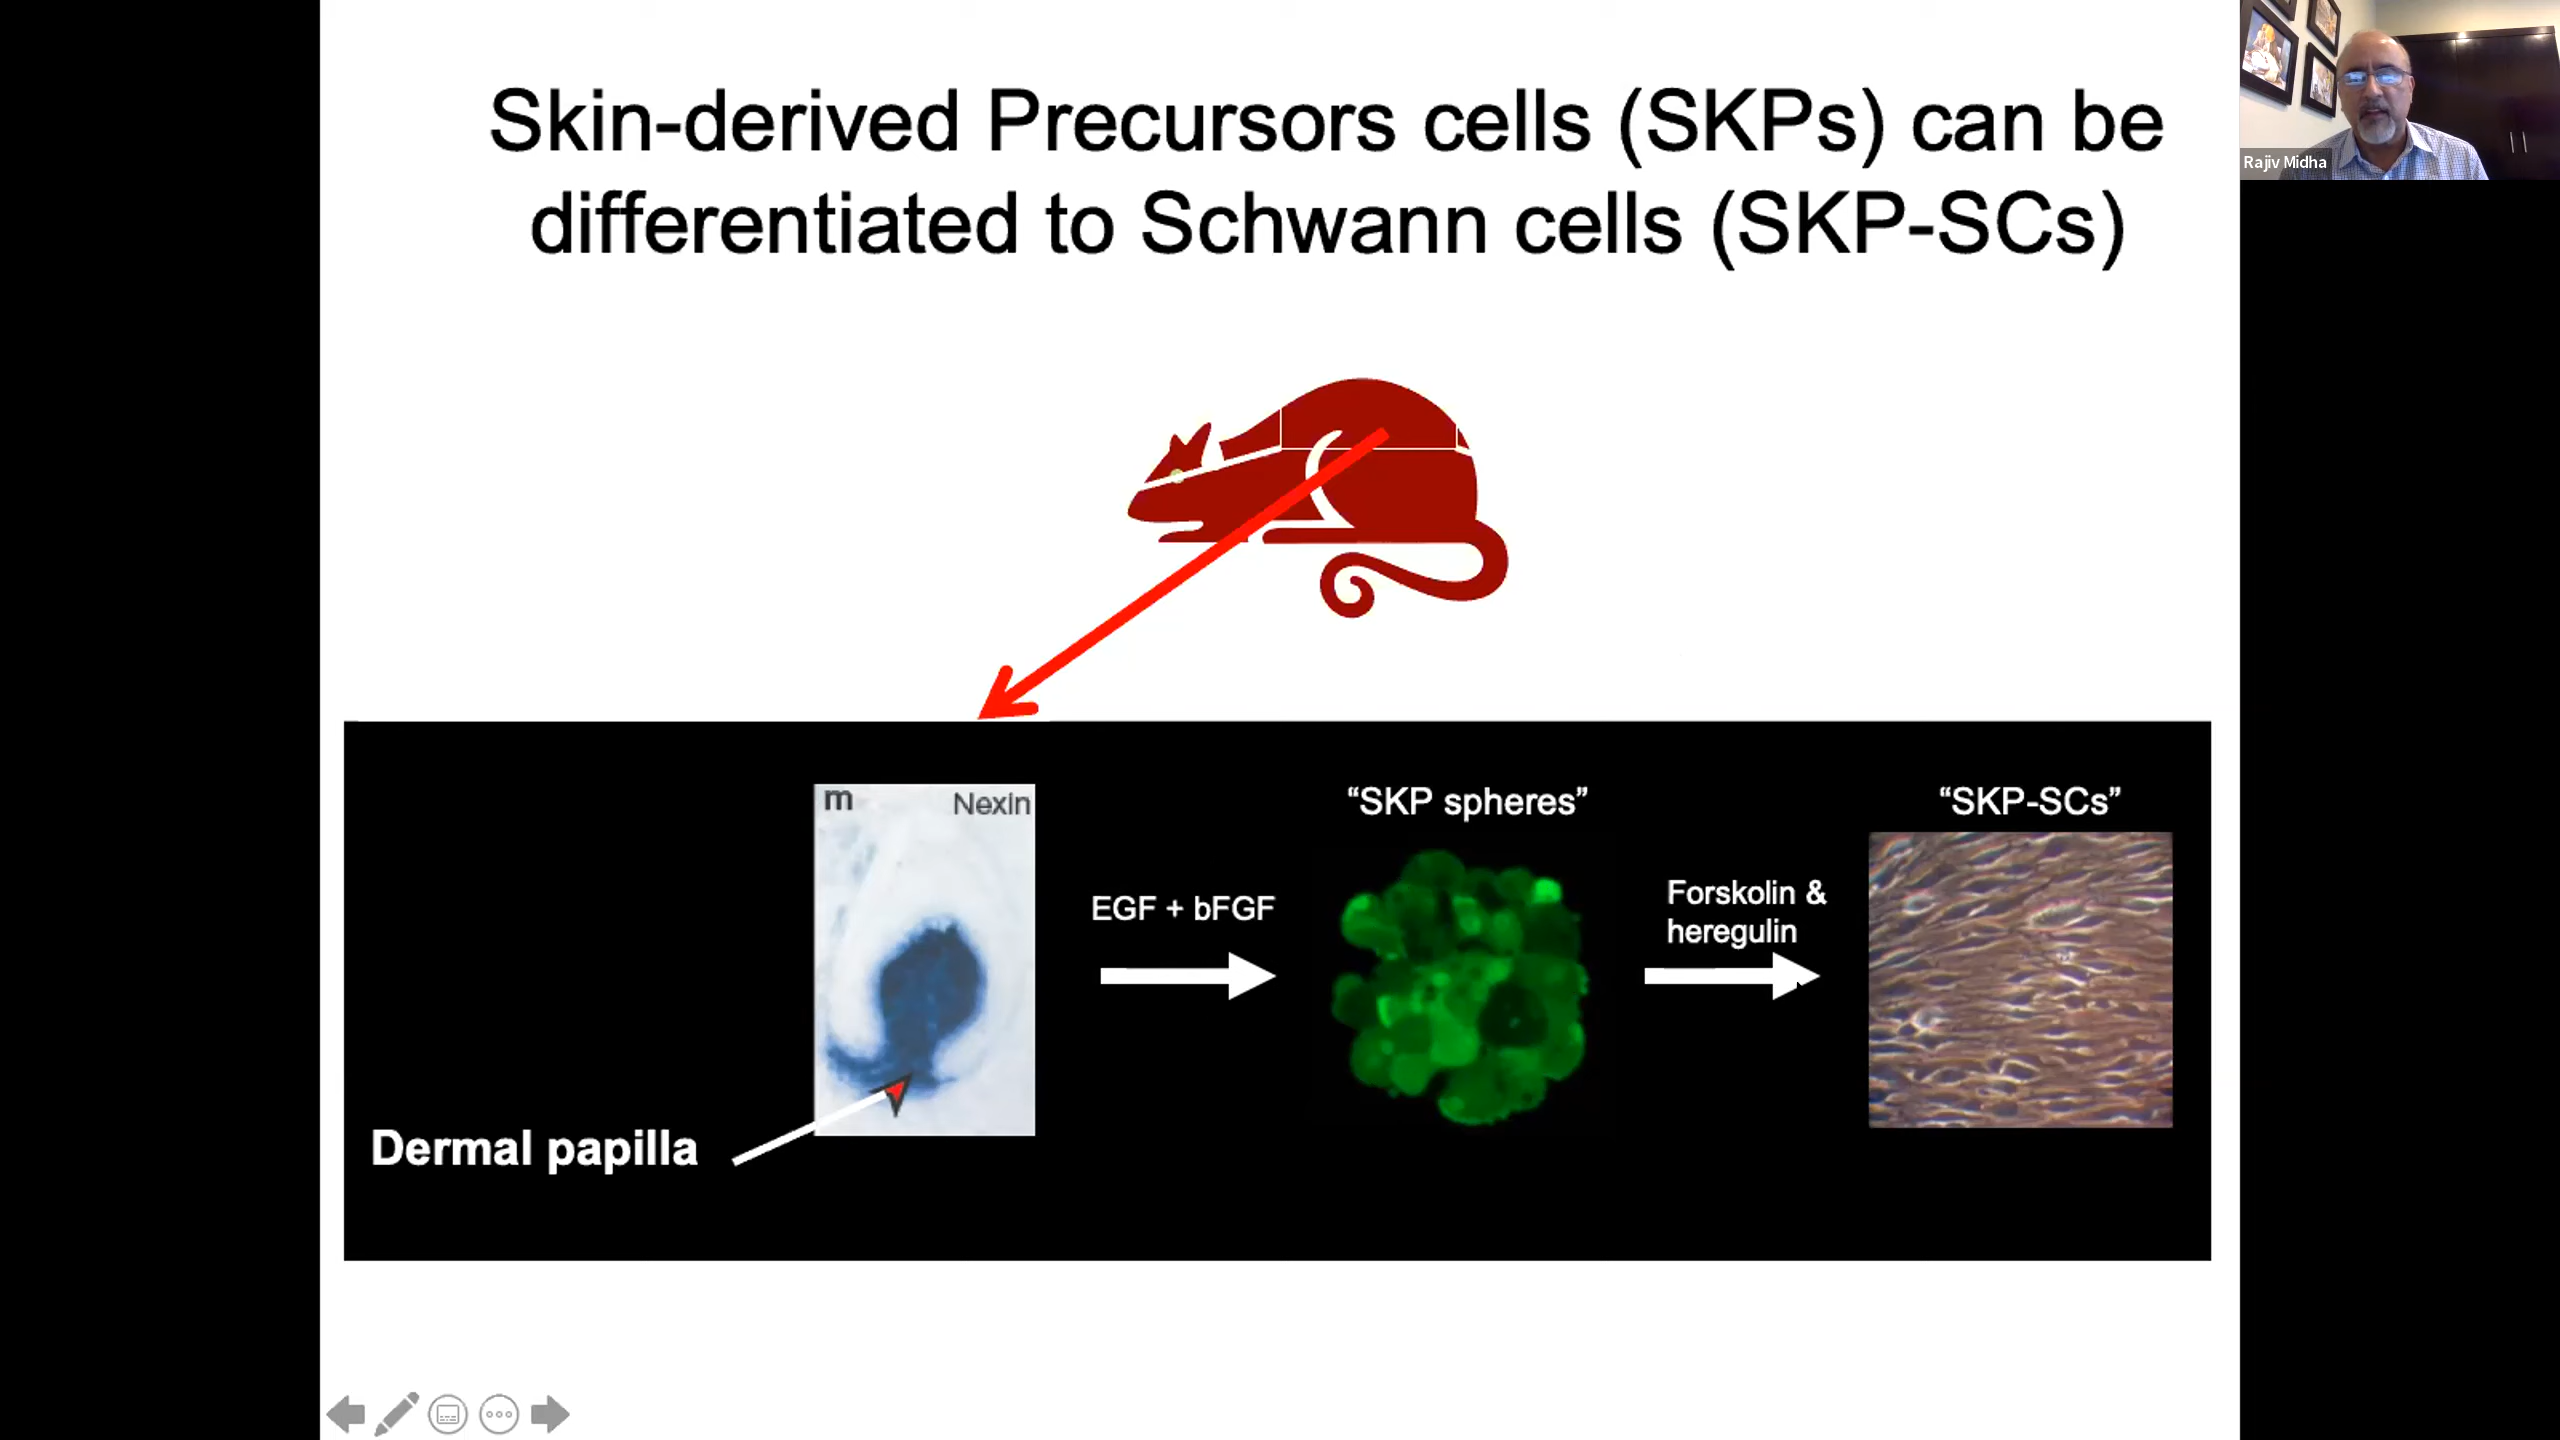 Skin-derived Precursors cells (SKPs) can be
differentiated to Schwann cells (SKP-SCs)
Rajiv Midha
m
Nexin
“SKP spheres”
“SKP-SCs”
EGF + bFGF
Forskolin &
heregulin
Dermal papilla